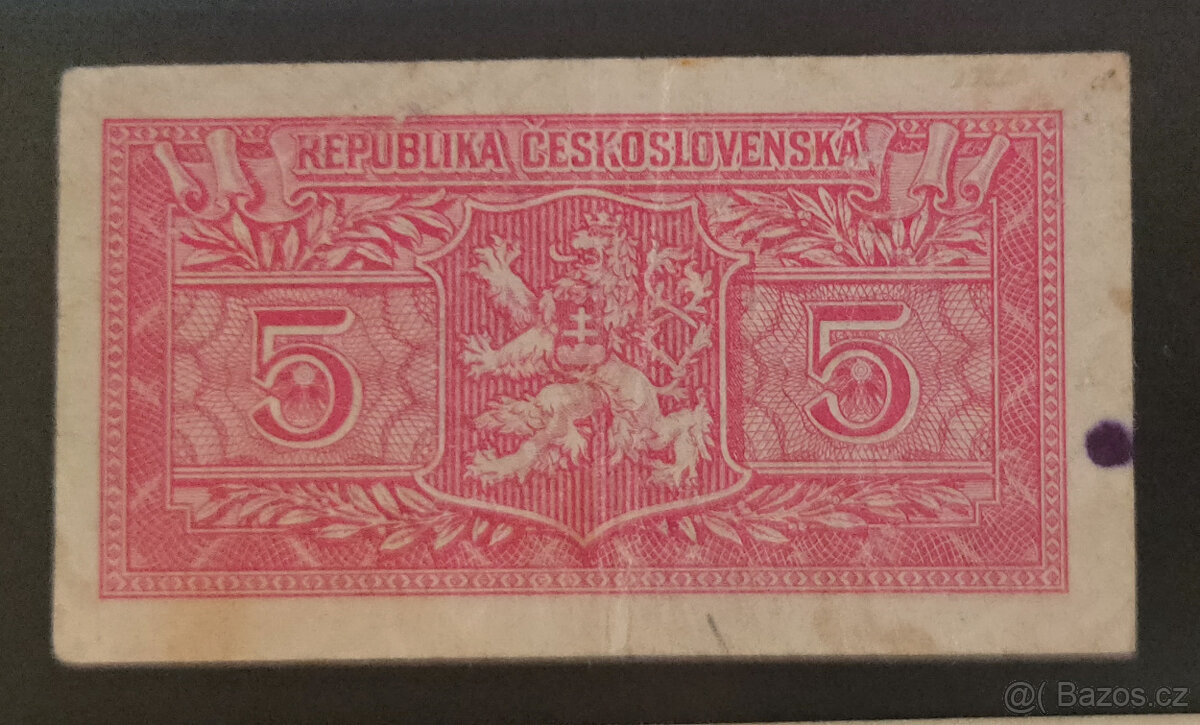 REPUBLIKA ČESKOSLOVENSKÁ
5 5
@( Bazos.cz